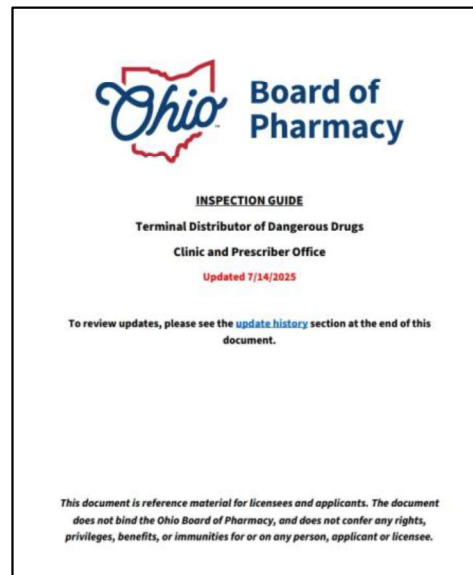 Ohio
Board of
Pharmacy
INSPECTION GUIDE
Terminal Distributor of Dangerous Drugs
Clinic and Prescriber Office
Updated 7/14/2025
To review updates, please see the update history section at the end of this
document.
This document is reference material for licensees and applicants. The document
does not bind the Ohio Board of Pharmacy, and does not confer any rights,
privileges, benefits, or immunities for or on any person, applicant or licensee.